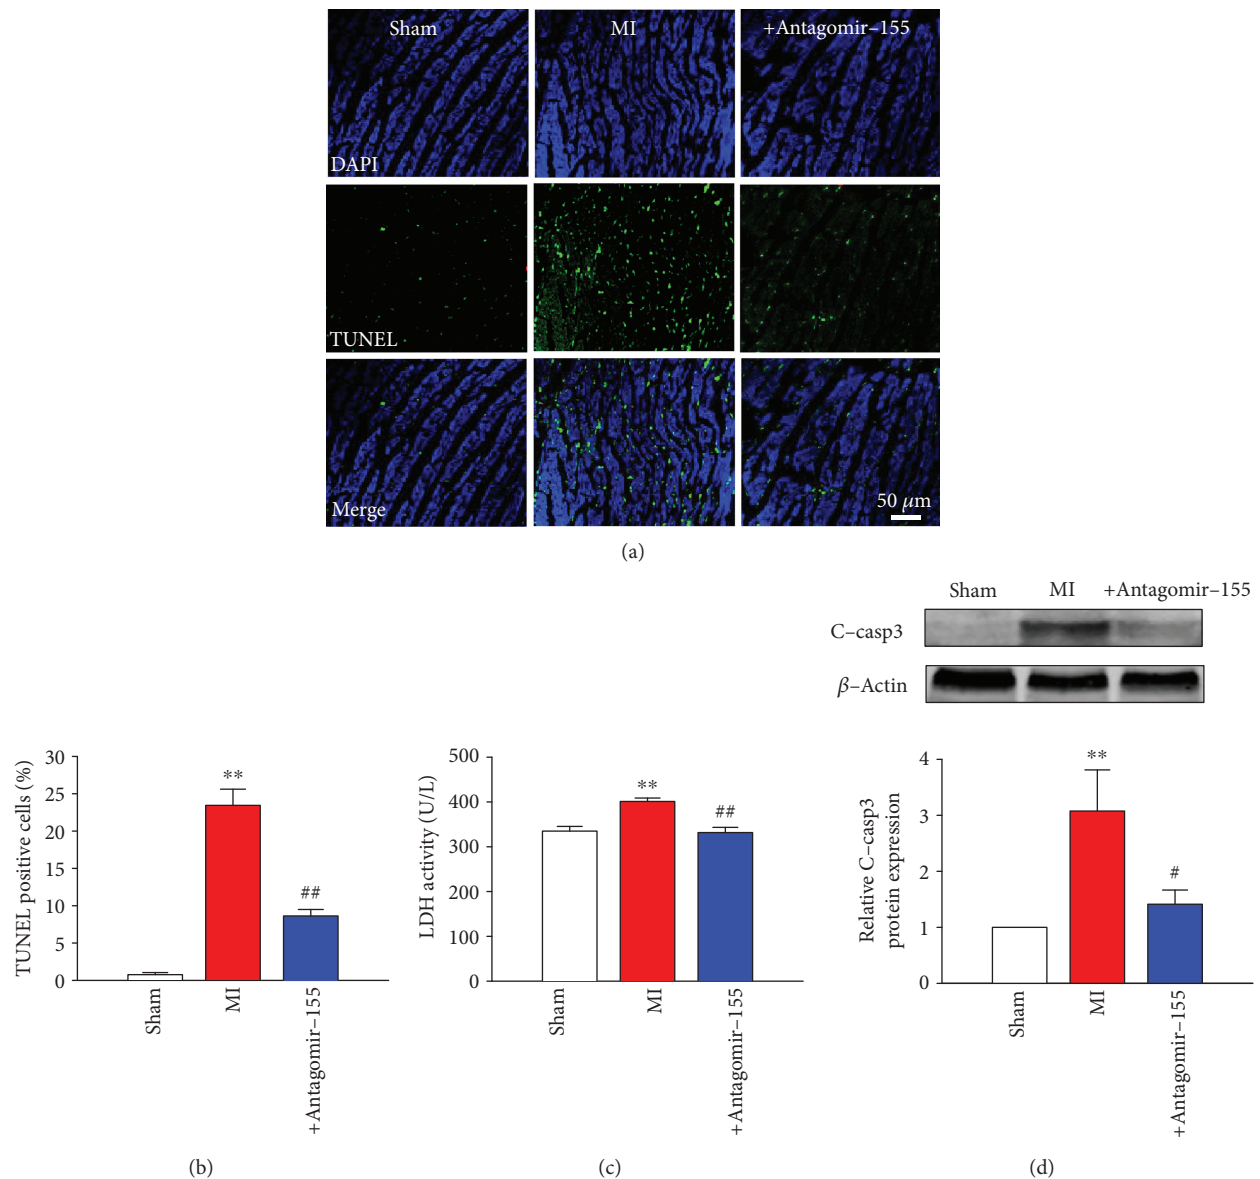 Sham MI +Antagomir–155
DAPI
TUNEL
Merge
50 µm
(a)
Sham MI +Antagomir–155
C–casp3
β–Actin
TUNEL positive cells (%)
30
25
20
15
10
5
0
**
##
Sham
MI
+Antagomir–155
(b)
LDH activity (U/L)
500
400
300
200
100
0
**
##
Sham
MI
+Antagomir–155
(c)
Relative C–casp3
protein expression
4
3
2
1
0
**
#
Sham
MI
+Antagomir–155
(d)